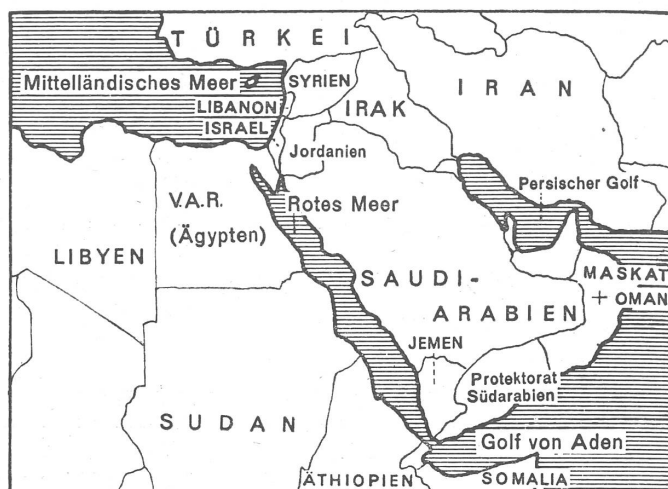 TÜRKEI
Mittelländisches Meer
SYRIEN
IRAN
LIBANON
IRAK
ISRAEL
Jordanien
Persischer Golf
V.A.R.
Rotes Meer
(Ägypten)
LIBYEN
SAUDI-
ARABIEN
MASKAT
+ OMAN
JEMEN
Protektorat
Südarabien
SUDAN
Golf von Aden
ÄTHIOPIEN
SOMALIA